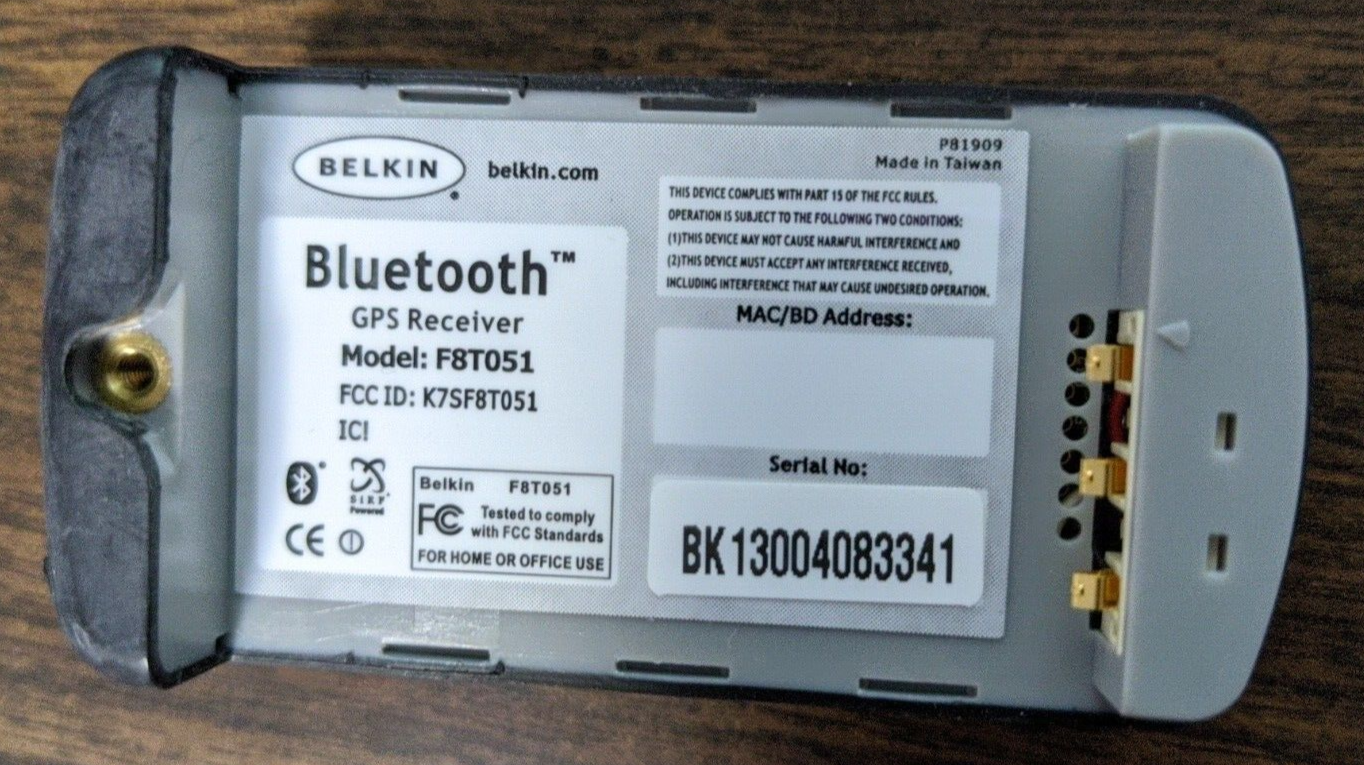 BELKIN
belkin.com
P81909
Made in Taiwan
THIS DEVICE COMPLIES WITH PART 15 OF THE FCC RULES.
OPERATION IS SUBJECT TO THE FOLLOWING TWO CONDITIONS:
(1)THIS DEVICE MAY NOT CAUSE HARMFUL INTERFERENCE AND
(2)THIS DEVICE MUST ACCEPT ANY INTERFERENCE RECEIVED,
INCLUDING INTERFERENCE THAT MAY CAUSE UNDESIRED OPERATION.
Bluetooth™
GPS Receiver
Model: F8T051
FCC ID: K7SF8T051
IC!
SiRF
Powered
CE
Belkin F8T051
FC Tested to comply
with FCC Standards
FOR HOME OR OFFICE USE
MAC/BD Address:
Serial No:
BK13004083341